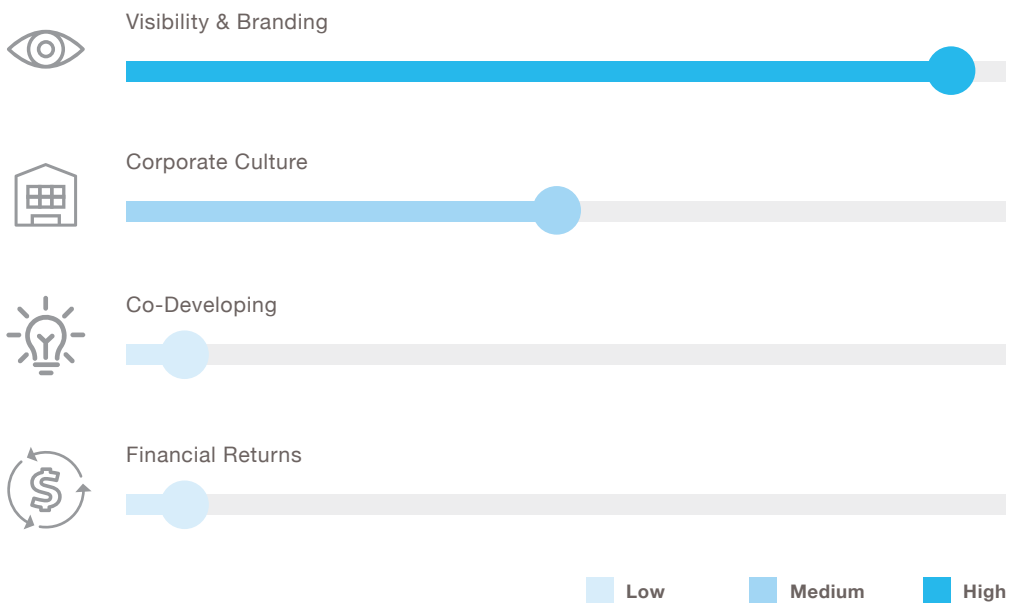 Visibility & Branding
Corporate Culture
Co-Developing
Financial Returns
Low Medium High